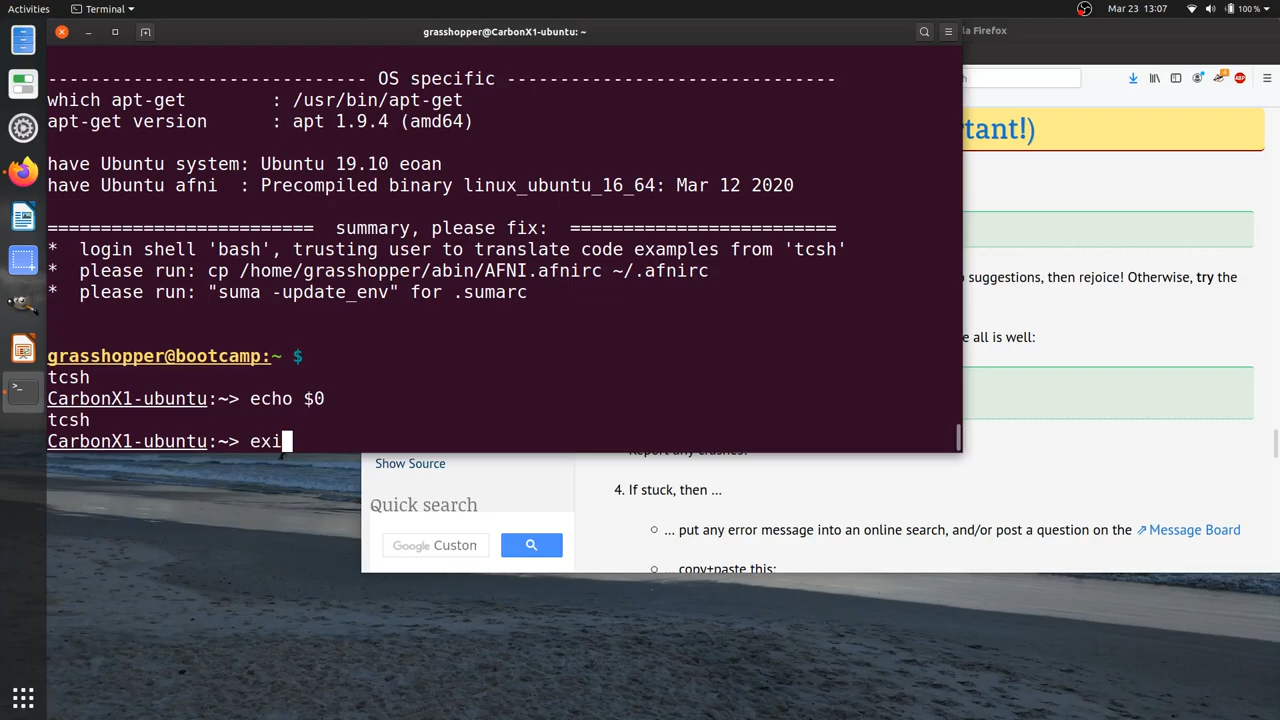 Activities
Terminal
Mar 23 13:07
100 %
grasshopper@CarbonX1-ubuntu: ~
Firefox
------------------------------ OS specific -------------------------------
which apt-get        : /usr/bin/apt-get
apt-get version      : apt 1.9.4 (amd64)
have Ubuntu system: Ubuntu 19.10 eoan
have Ubuntu afni  : Precompiled binary linux_ubuntu_16_64: Mar 12 2020
=========================  summary, please fix:  =========================
*  login shell 'bash', trusting user to translate code examples from 'tcsh'
*  please run: cp /home/grasshopper/abin/AFNI.afnirc ~/.afnirc
*  please run: "suma -update_env" for .sumarc
grasshopper@bootcamp:~ $
tcsh
CarbonX1-ubuntu:~> echo $0
tcsh
CarbonX1-ubuntu:~> exi
tant!)
4
ABP
suggestions, then rejoice! Otherwise, try the
all is well:
Show Source
Quick search
Google Custon
4. If stuck, then ...
... put any error message into an online search, and/or post a question on the ⇗Message Board
... copy+paste this: